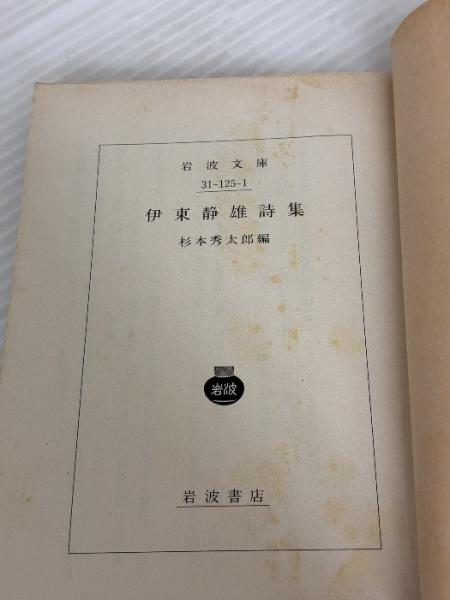 岩波文庫
31-125-1
伊東静雄詩集
杉本秀太郎編
岩波
岩波書店